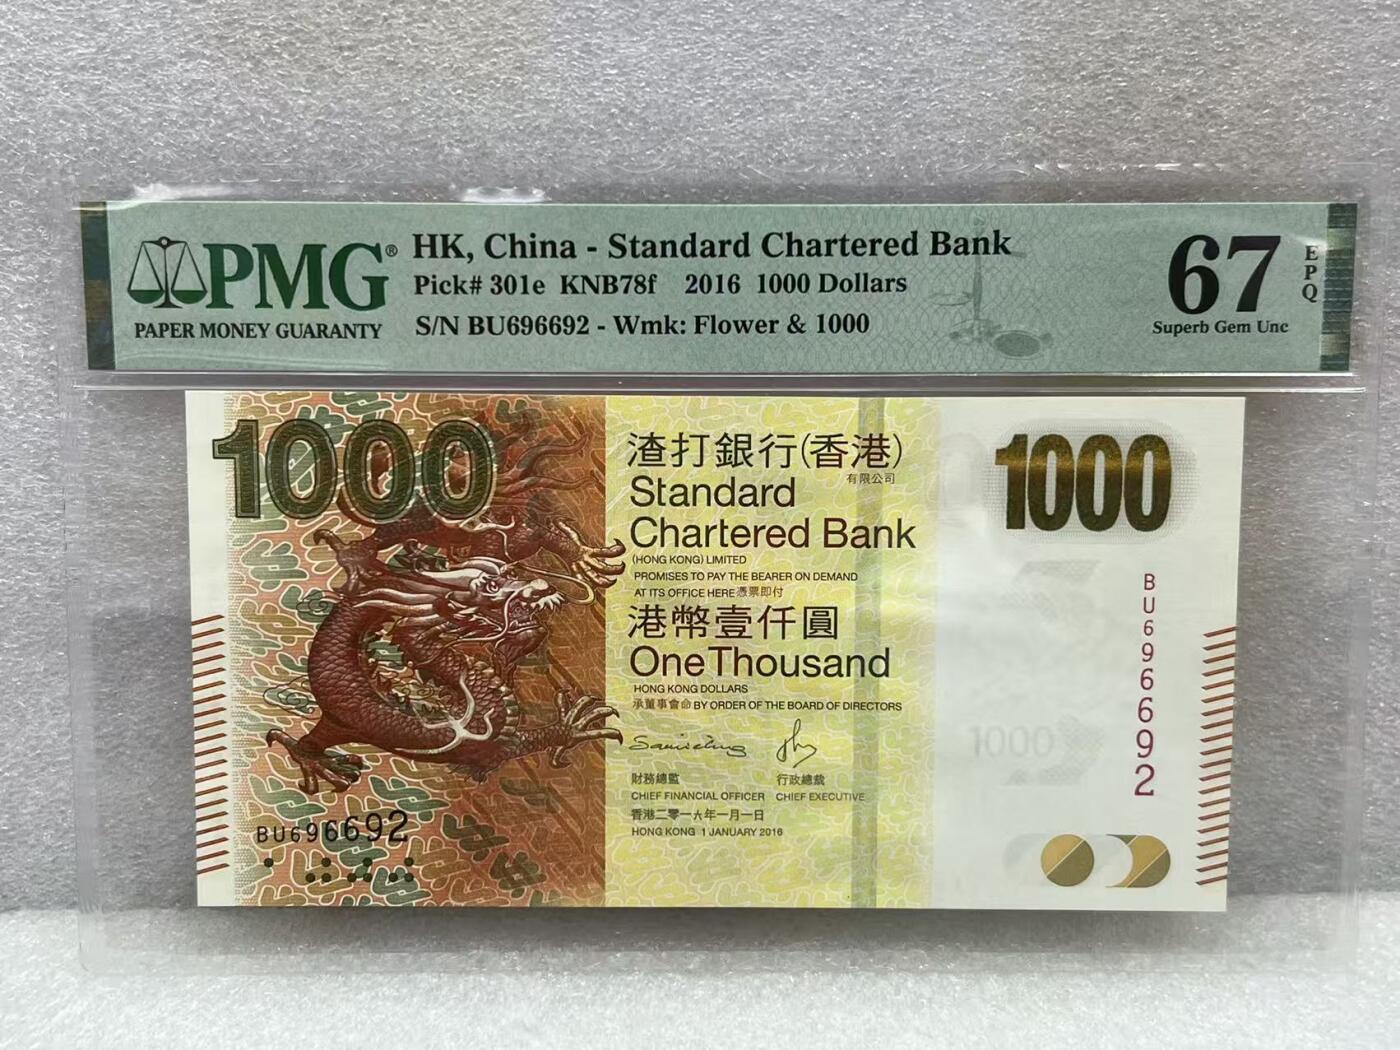 PMG®
PAPER MONEY GUARANTY
HK, China - Standard Chartered Bank
Pick# 301e KNB78f 2016 1000 Dollars
S/N BU696692 - Wmk: Flower & 1000
67
EPQ
Superb Gem Unc
1000
渣打銀行(香港)
有限公司
Standard
Chartered Bank
(HONG KONG) LIMITED
PROMISES TO PAY THE BEARER ON DEMAND
AT ITS OFFICE HERE 憑票即付
港幣壹仟圓
One Thousand
HONG KONG DOLLARS
承董事會命 BY ORDER OF THE BOARD OF DIRECTORS
財務總監 行政總裁
CHIEF FINANCIAL OFFICER CHIEF EXECUTIVE
香港二零一六年一月一日
HONG KONG 1 JANUARY 2016
BU696692
1000
BU696692
1000